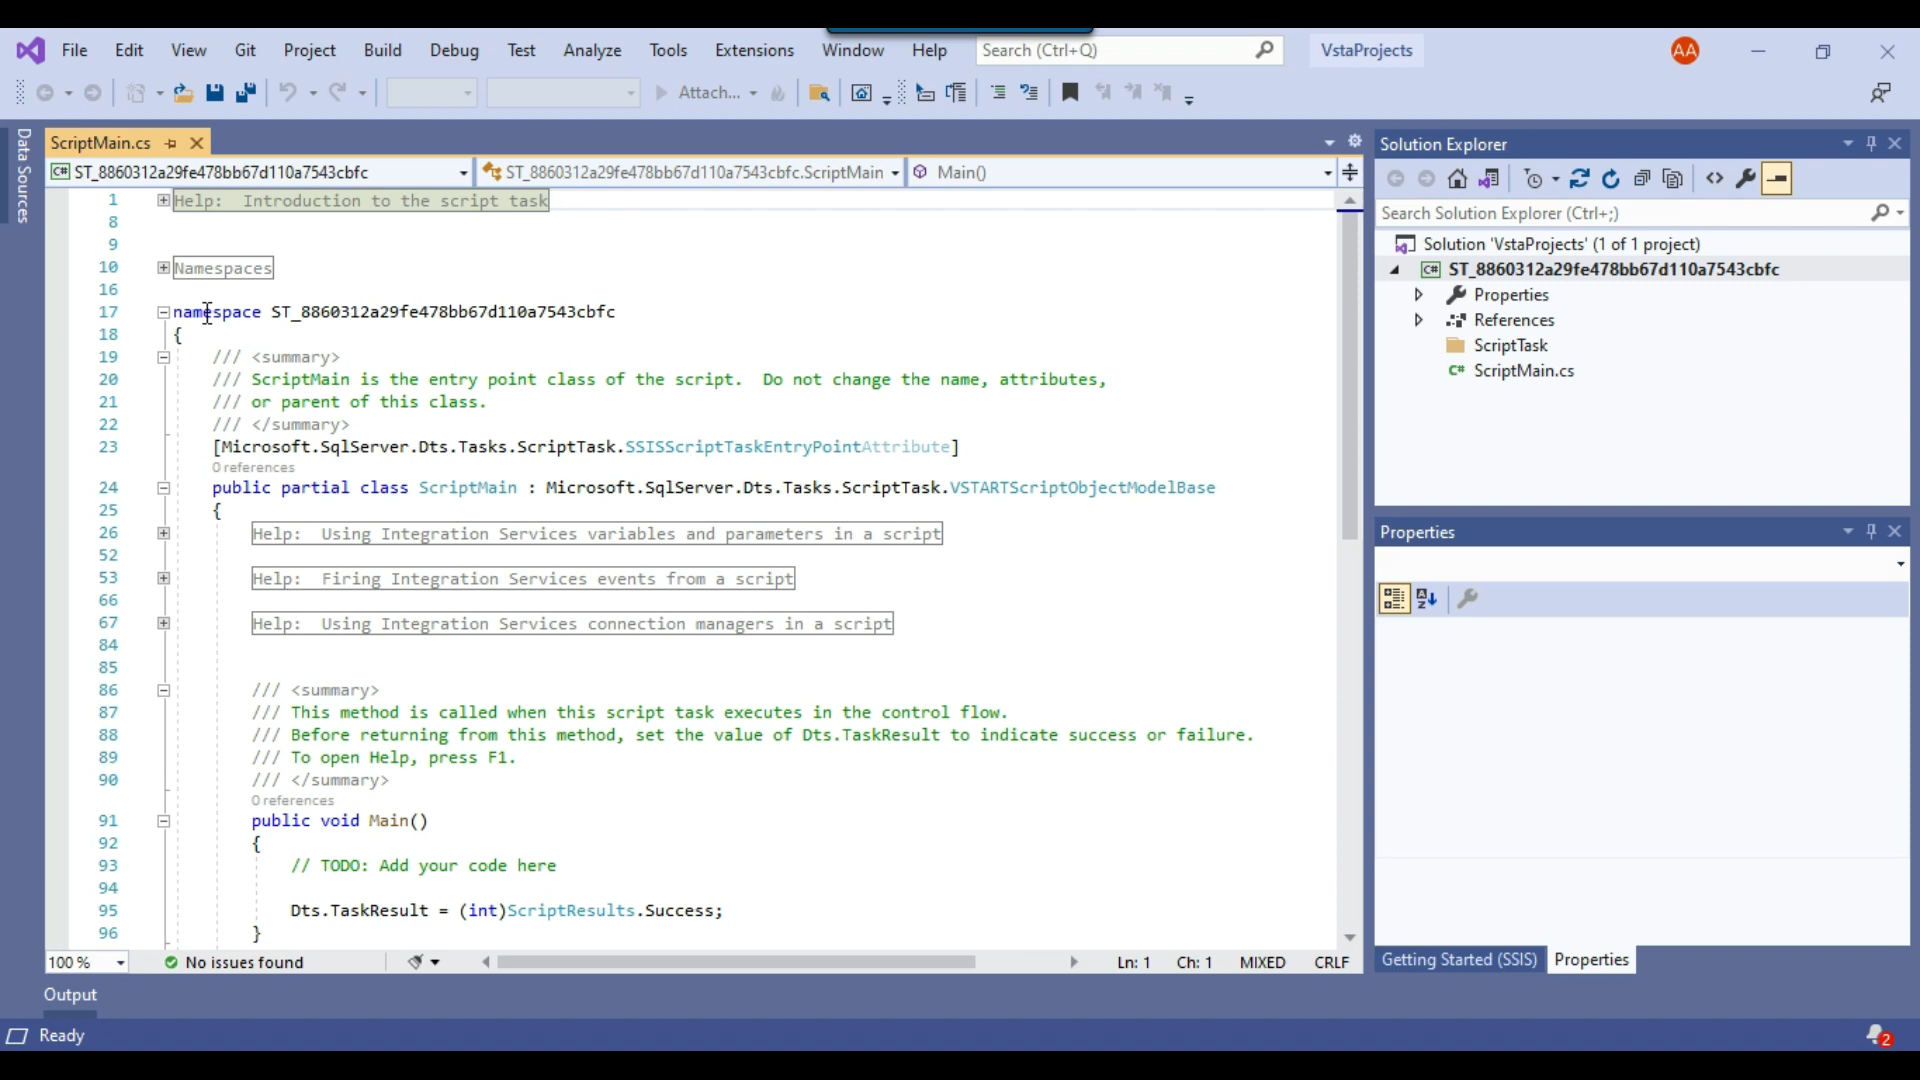 File Edit View Git Project Build Debug Test Analyze Tools Extensions Window Help Search (Ctrl+Q) VstaProjects AA
Attach...
Data Sources
ScriptMain.cs
ST_8860312a29fe478bb67d110a7543cbfc ST_8860312a29fe478bb67d110a7543cbfc.ScriptMain Main()
1 Help: Introduction to the script task
8
9
10 Namespaces
16
17 namespace ST_8860312a29fe478bb67d110a7543cbfc
18 {
19 /// <summary>
20 /// ScriptMain is the entry point class of the script. Do not change the name, attributes,
21 /// or parent of this class.
22 /// </summary>
23 [Microsoft.SqlServer.Dts.Tasks.ScriptTask.SSISScriptTaskEntryPointAttribute]
0 references
24 public partial class ScriptMain : Microsoft.SqlServer.Dts.Tasks.ScriptTask.VSTARTScriptObjectModelBase
25 {
26 Help: Using Integration Services variables and parameters in a script
52
53 Help: Firing Integration Services events from a script
66
67 Help: Using Integration Services connection managers in a script
84
85
86 /// <summary>
87 /// This method is called when this script task executes in the control flow.
88 /// Before returning from this method, set the value of Dts.TaskResult to indicate success or failure.
89 /// To open Help, press F1.
90 /// </summary>
0 references
91 public void Main()
92 {
93 // TODO: Add your code here
94
95 Dts.TaskResult = (int)ScriptResults.Success;
96 }
100 % No issues found Ln: 1 Ch: 1 MIXED CRLF
Solution Explorer
Search Solution Explorer (Ctrl+;)
Solution 'VstaProjects' (1 of 1 project)
C# ST_8860312a29fe478bb67d110a7543cbfc
Properties
References
ScriptTask
C# ScriptMain.cs
Properties
Getting Started (SSIS) Properties
Output
Ready 2